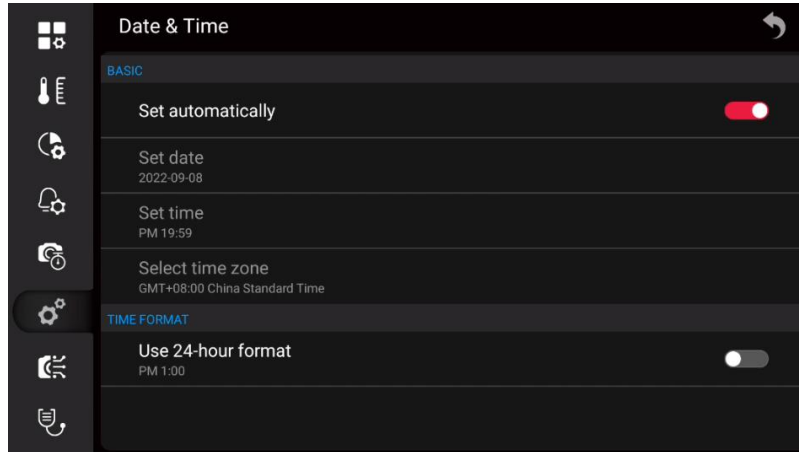 Date & Time
BASIC
Set automatically
Set date
2022-09-08
Set time
PM 19:59
Select time zone
GMT+08:00 China Standard Time
TIME FORMAT
Use 24-hour format
PM 1:00